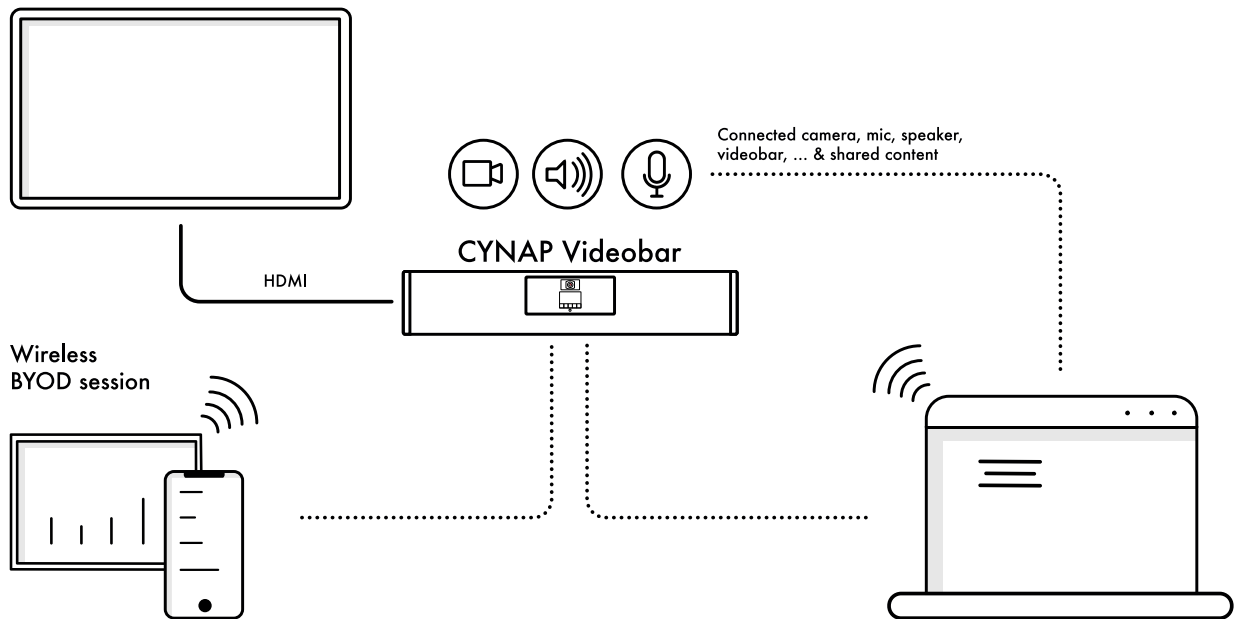 Connected camera, mic, speaker,
videobar, ... & shared content
CYNAP Videobar
HDMI
Wireless
BYOD session